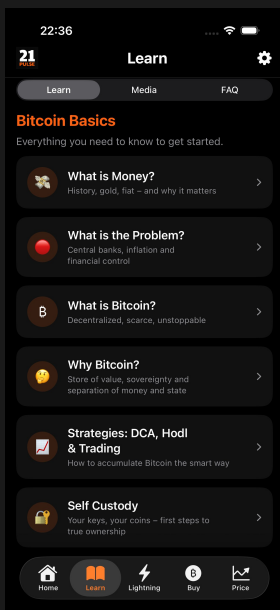 22:36
21
PULSE
Learn
Learn
Media
FAQ
Bitcoin Basics
Everything you need to know to get started.
What is Money?
History, gold, fiat – and why it matters
What is the Problem?
Central banks, inflation and
financial control
What is Bitcoin?
Decentralized, scarce, unstoppable
Why Bitcoin?
Store of value, sovereignty and
separation of money and state
Strategies: DCA, Hodl
& Trading
How to accumulate Bitcoin the smart way
Self Custody
Your keys, your coins – first steps to
true ownership
Home
Learn
Lightning
Buy
Price